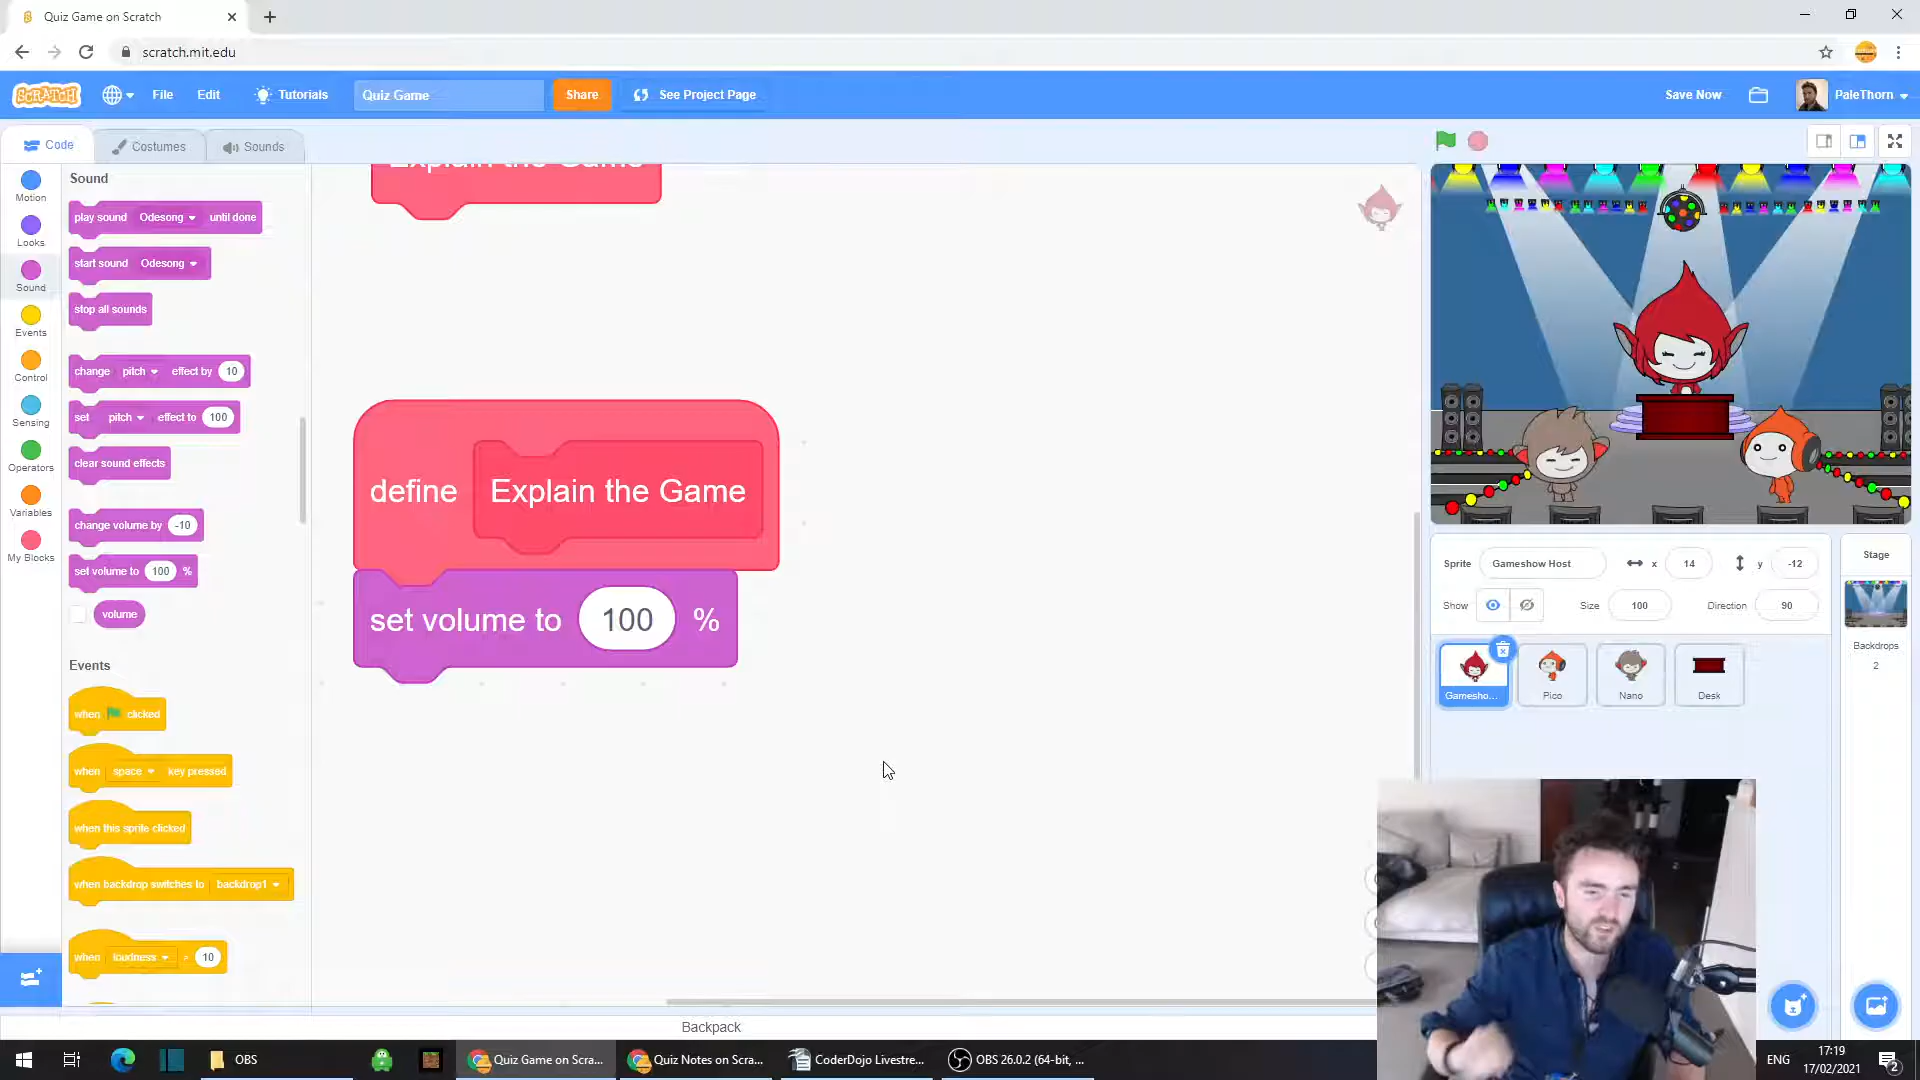 Quiz Game on Scratch
scratch.mit.edu
SCRATCH
File
Edit
Tutorials
Quiz Game
Share
See Project Page
Save Now
PaleThorn
Code
Costumes
Sounds
Motion
Looks
Sound
Events
Control
Sensing
Operators
Variables
My Blocks
Sound
play sound Odesong until done
start sound Odesong
stop all sounds
change pitch effect by 10
set pitch effect to 100
clear sound effects
change volume by -10
set volume to 100 %
volume
Events
when clicked
when space key pressed
when this sprite clicked
when backdrop switches to backdrop1
when loudness > 10
Explain the Game
define Explain the Game
set volume to 100 %
Sprite Gameshow Host x 14 y -12
Show Size 100 Direction 90
Gamesho...
Pico
Nano
Desk
Stage
Backdrops
2
Backpack
OBS
Quiz Game on Scra...
Quiz Notes on Scra...
CoderDojo Livestre...
OBS 26.0.2 (64-bit, ...
ENG
17:19
17/02/2021
2